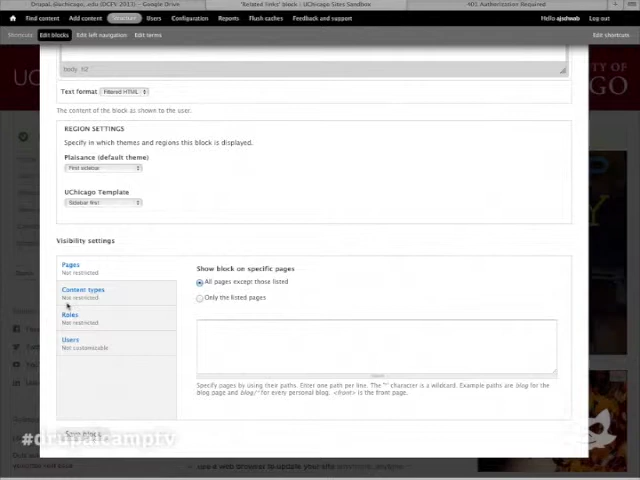 Drupal.uchicago.edu (DCFN 2013) – Google Drive
'Related links' block | UChicago Sites Sandbox
401 Authorization Required
Home Add content Structure Users Configuration Reports Flush caches Feedback and support
Hello ajohnweb Log out
Shortcuts Edit blocks Edit left navigation Edit terms
Edit shortcuts
body h2
Text format Filtered HTML
The content of the block as shown to the user.
REGION SETTINGS
Specify in which themes and regions this block is displayed.
Plaisance (default theme)
First sidebar
UChicago Template
Sidebar first
Visibility settings
Pages
Not restricted
Content types
Not restricted
Roles
Not restricted
Users
Not customizable
Show block on specific pages
All pages except those listed
Only the listed pages
Specify pages by using their paths. Enter one path per line. The '*' character is a wildcard. Example paths are blog for the
blog page and blog/* for every personal blog. <front> is the front page.
Save block
#drupalcamptv